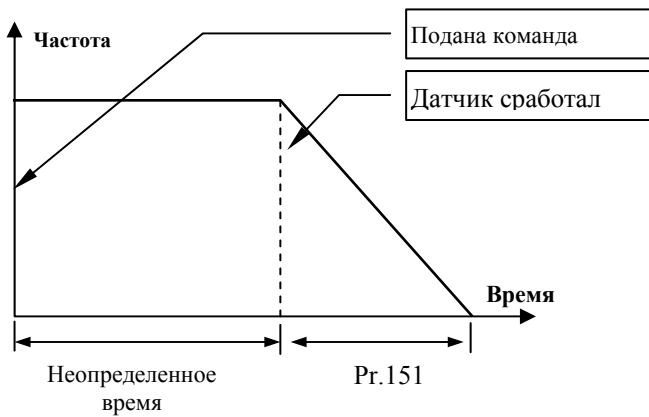 Частота
Подана команда
Датчик сработал
Время
Неопределенное
время
Pr.151